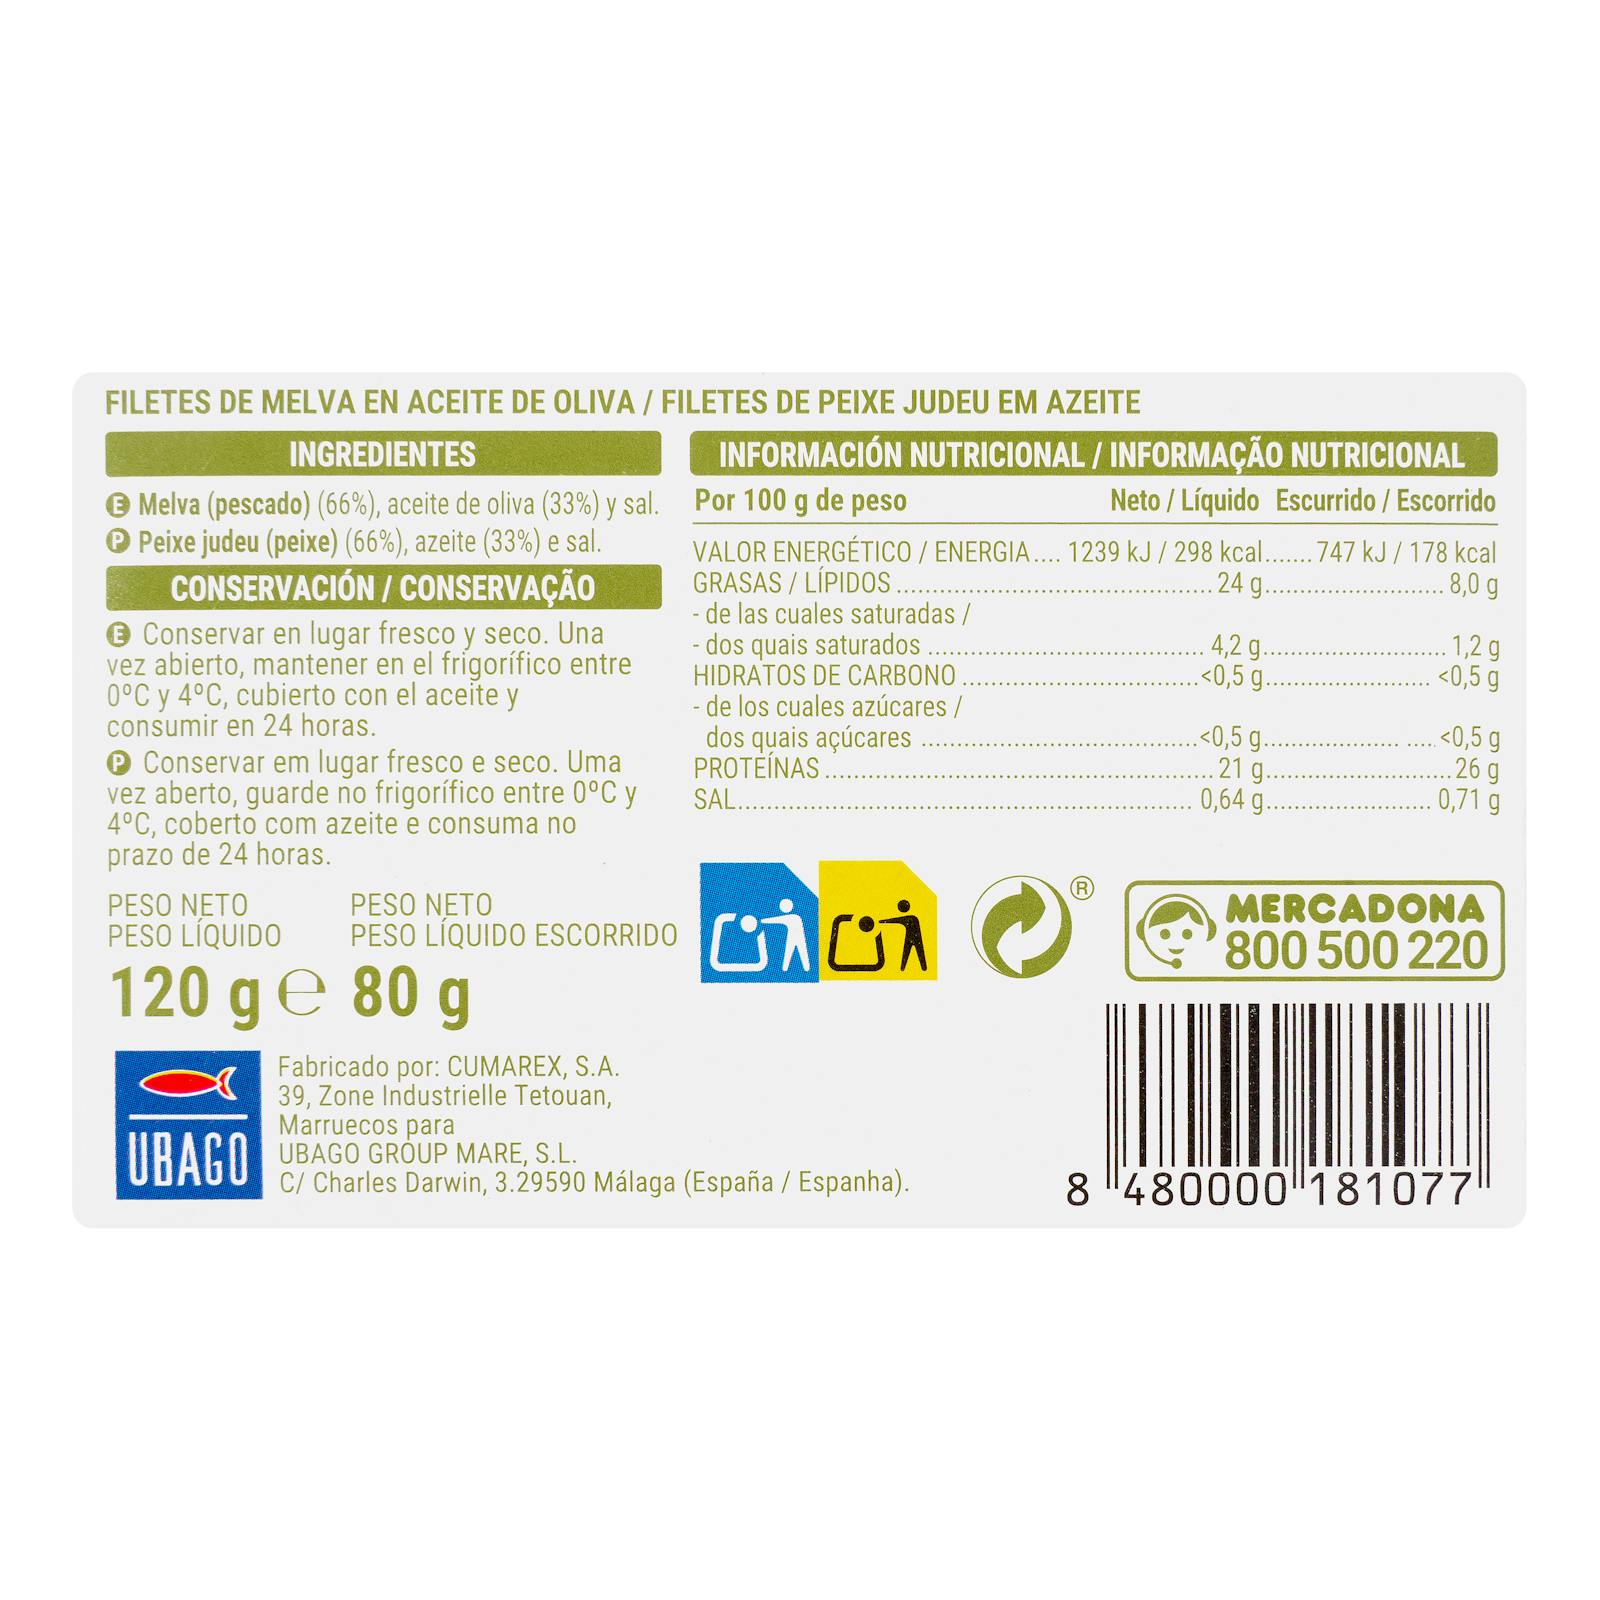 FILETES DE MELVA EN ACEITE DE OLIVA / FILETES DE PEIXE JUDEU EM AZEITE
INGREDIENTES
E Melva (pescado) (66%), aceite de oliva (33%) y sal.
P Peixe judeu (peixe) (66%), azeite (33%) e sal.
CONSERVACIÓN / CONSERVAÇÃO
E Conservar en lugar fresco y seco. Una
vez abierto, mantener en el frigorífico entre
0ºC y 4ºC, cubierto con el aceite y
consumir en 24 horas.
P Conservar em lugar fresco e seco. Uma
vez aberto, guarde no frigorífico entre 0ºC y
4ºC, coberto com azeite e consuma no
prazo de 24 horas.
PESO NETO PESO NETO
PESO LÍQUIDO PESO LÍQUIDO ESCORRIDO
120 g e 80 g
UBAGO
Fabricado por: CUMAREX, S.A.
39, Zone Industrielle Tetouan,
Marruecos para
UBAGO GROUP MARE, S.L.
C/ Charles Darwin, 3.29590 Málaga (España / Espanha).
INFORMACIÓN NUTRICIONAL / INFORMAÇÃO NUTRICIONAL
Por 100 g de peso Neto / Líquido Escurrido / Escorrido
VALOR ENERGÉTICO / ENERGIA.... 1239 kJ / 298 kcal....... 747 kJ / 178 kcal
GRASAS / LÍPIDOS ........ 24 g........ 8,0 g
- de las cuales saturadas /
- dos quais saturados ........ 4,2 g........ 1,2 g
HIDRATOS DE CARBONO ........ <0,5 g........ <0,5 g
- de los cuales azúcares /
dos quais açúcares ........ <0,5 g........ <0,5 g
PROTEÍNAS ........ 21 g........ 26 g
SAL........ 0,64 g........ 0,71 g
®
MERCADONA
800 500 220
8 480000 181077